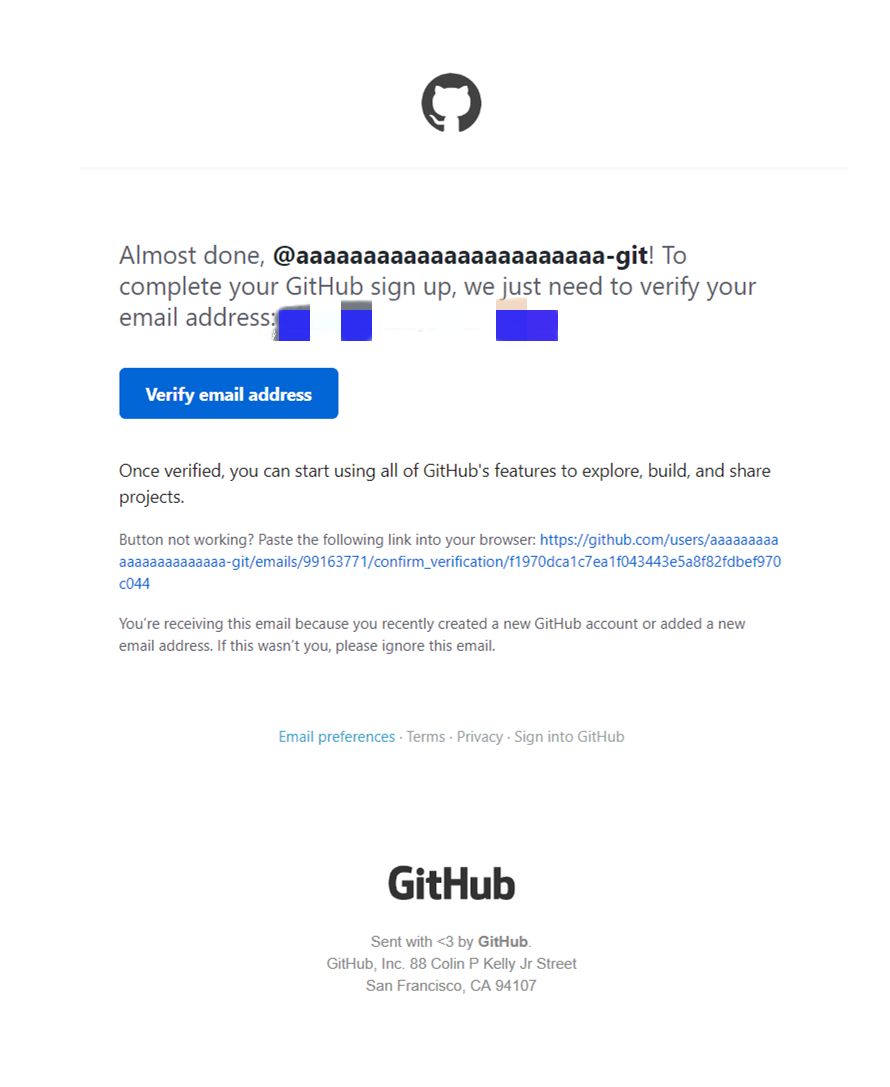 Almost done, @aaaaaaaaaaaaaaaaaaaaaaa-git! To
complete your GitHub sign up, we just need to verify your
email address:
Verify email address
Once verified, you can start using all of GitHub's features to explore, build, and share
projects.
Button not working? Paste the following link into your browser: https://github.com/users/aaaaaaaaa
aaaaaaaaaaaaaa-git/emails/99163771/confirm_verification/f1970dca1c7ea1f043443e5a8f82fdbef970
c044
You’re receiving this email because you recently created a new GitHub account or added a new
email address. If this wasn’t you, please ignore this email.
Email preferences · Terms · Privacy · Sign into GitHub
GitHub
Sent with <3 by GitHub.
GitHub, Inc. 88 Colin P Kelly Jr Street
San Francisco, CA 94107